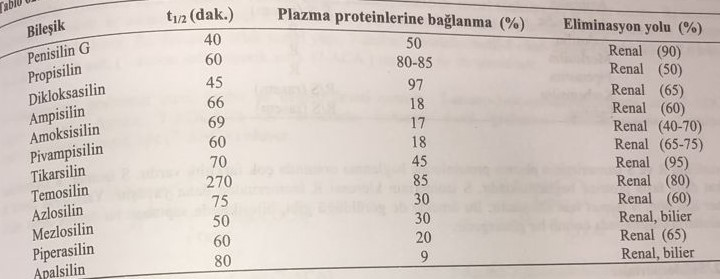 Tablo
Bileşik t1/2 (dak.) Plazma proteinlerine bağlanma (%) Eliminasyon yolu (%)
Penisilin G 40 50 Renal (90)
Propisilin 60 80-85 Renal (50)
Dikloksasilin 45 97 Renal (65)
Ampisilin 66 18 Renal (60)
Amoksisilin 69 17 Renal (40-70)
Pivampisilin 60 18 Renal (65-75)
Tikarsilin 70 45 Renal (95)
Temosilin 270 85 Renal (80)
Azlosilin 75 30 Renal (60)
Mezlosilin 50 30 Renal, bilier
Piperasilin 60 20 Renal (65)
Apalsilin 80 9 Renal, bilier